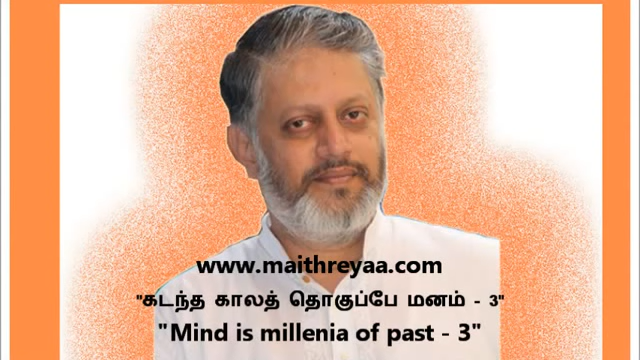 www.maithreyaa.com
"கடந்த காலத் தொகுப்பே மனம் - 3"
"Mind is millenia of past - 3"